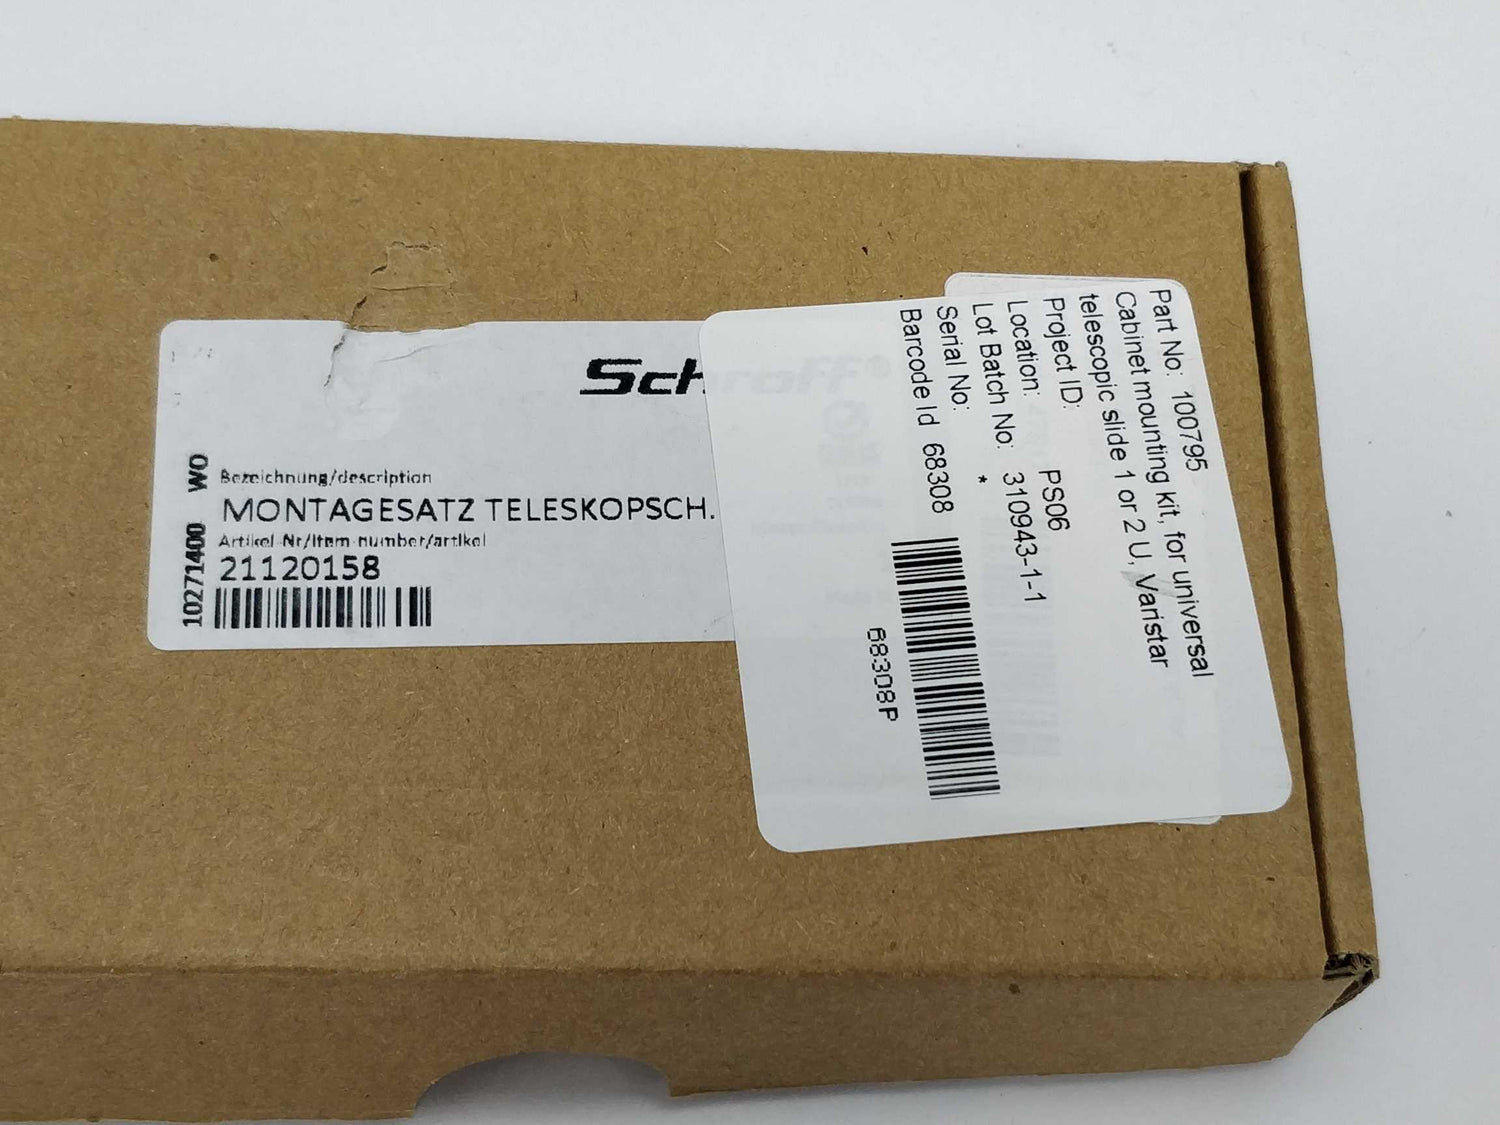 Schroff®
Bezeichnung/description
MONTAGESATZ TELESKOPSCH.
Artikel-Nr/Item-number/artikel
21120158
10271400 WO
Part No: 100795
Cabinet mounting kit, for universal
telescopic slide 1 or 2 U, Varistar
Project ID:
Location: PS06
Lot Batch No: 310943-1-1
Serial No: *
Barcode Id 68308
68308P